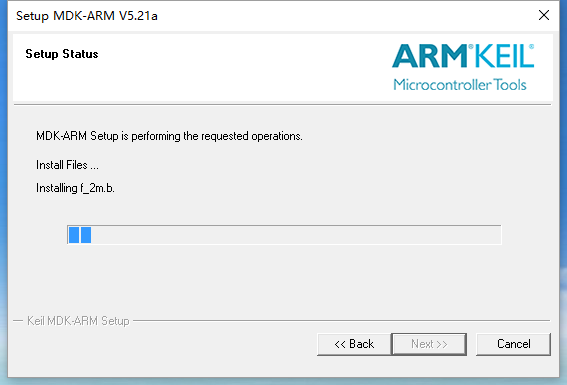 Setup MDK-ARM V5.21a
Setup Status
ARM®KEIL®
Microcontroller Tools
MDK-ARM Setup is performing the requested operations.
Install Files ...
Installing f_2m.b.
Keil MDK-ARM Setup
<< Back
Next >>
Cancel